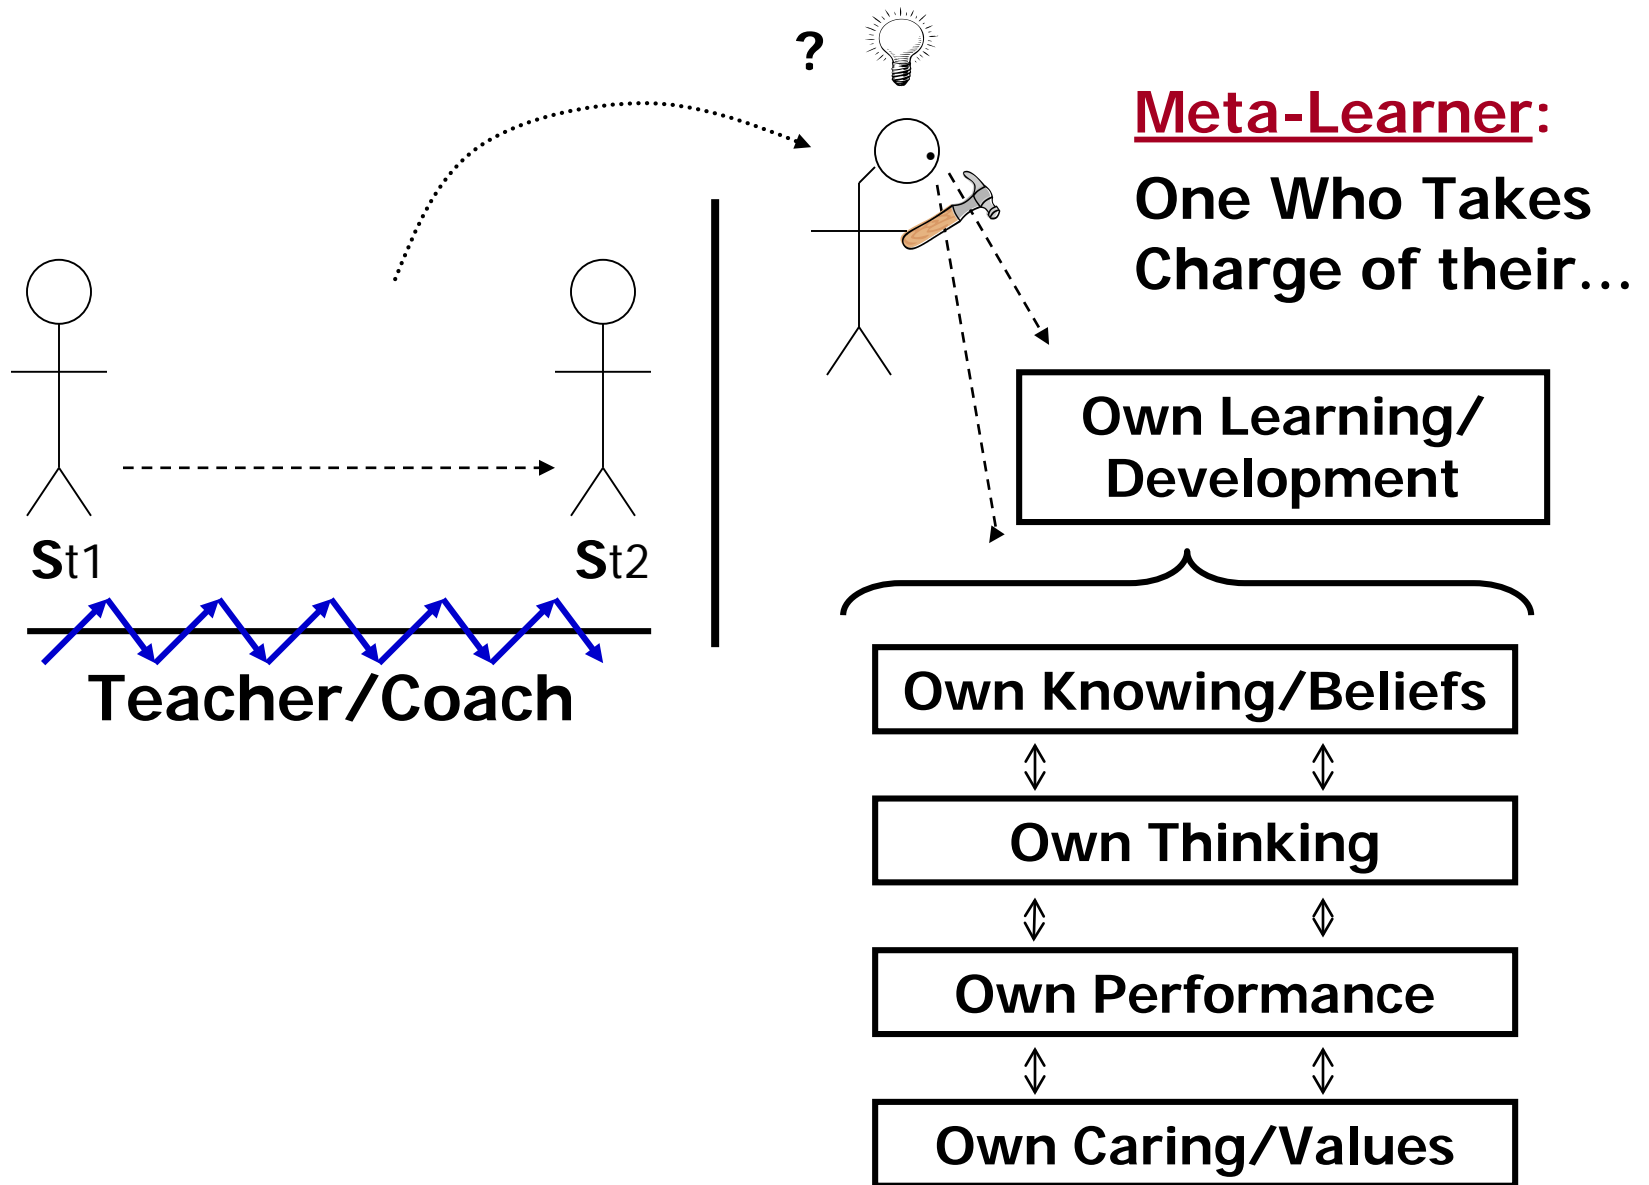 ?
Meta-Learner:
One Who Takes
Charge of their...
Own Learning/
Development
St1
St2
Teacher/Coach
Own Knowing/Beliefs
Own Thinking
Own Performance
Own Caring/Values